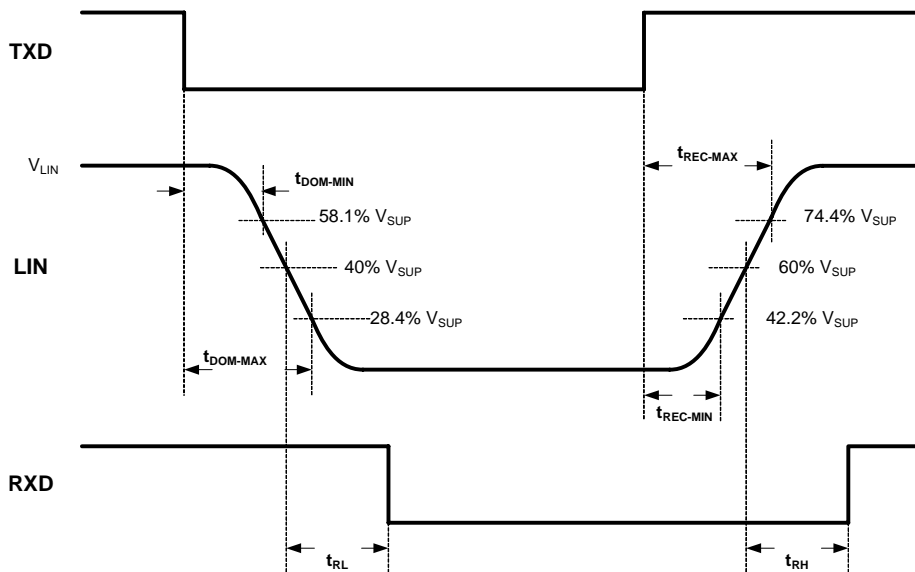 TXD
V_LIN
t_REC-MAX
t_DOM-MIN
58.1% V_SUP
74.4% V_SUP
LIN
40% V_SUP
60% V_SUP
28.4% V_SUP
42.2% V_SUP
t_DOM-MAX
t_REC-MIN
RXD
t_RL
t_RH